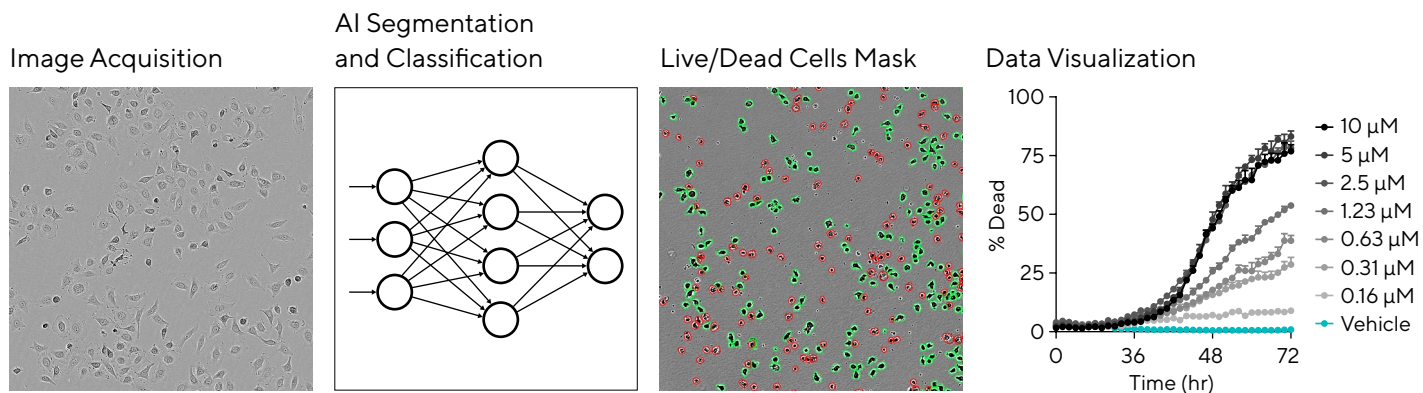 Image Acquisition
AI Segmentation
and Classification
Live/Dead Cells Mask
Data Visualization
100
75
50
25
0
% Dead
0
36
48
72
Time (hr)
10 µM
5 µM
2.5 µM
1.23 µM
0.63 µM
0.31 µM
0.16 µM
Vehicle